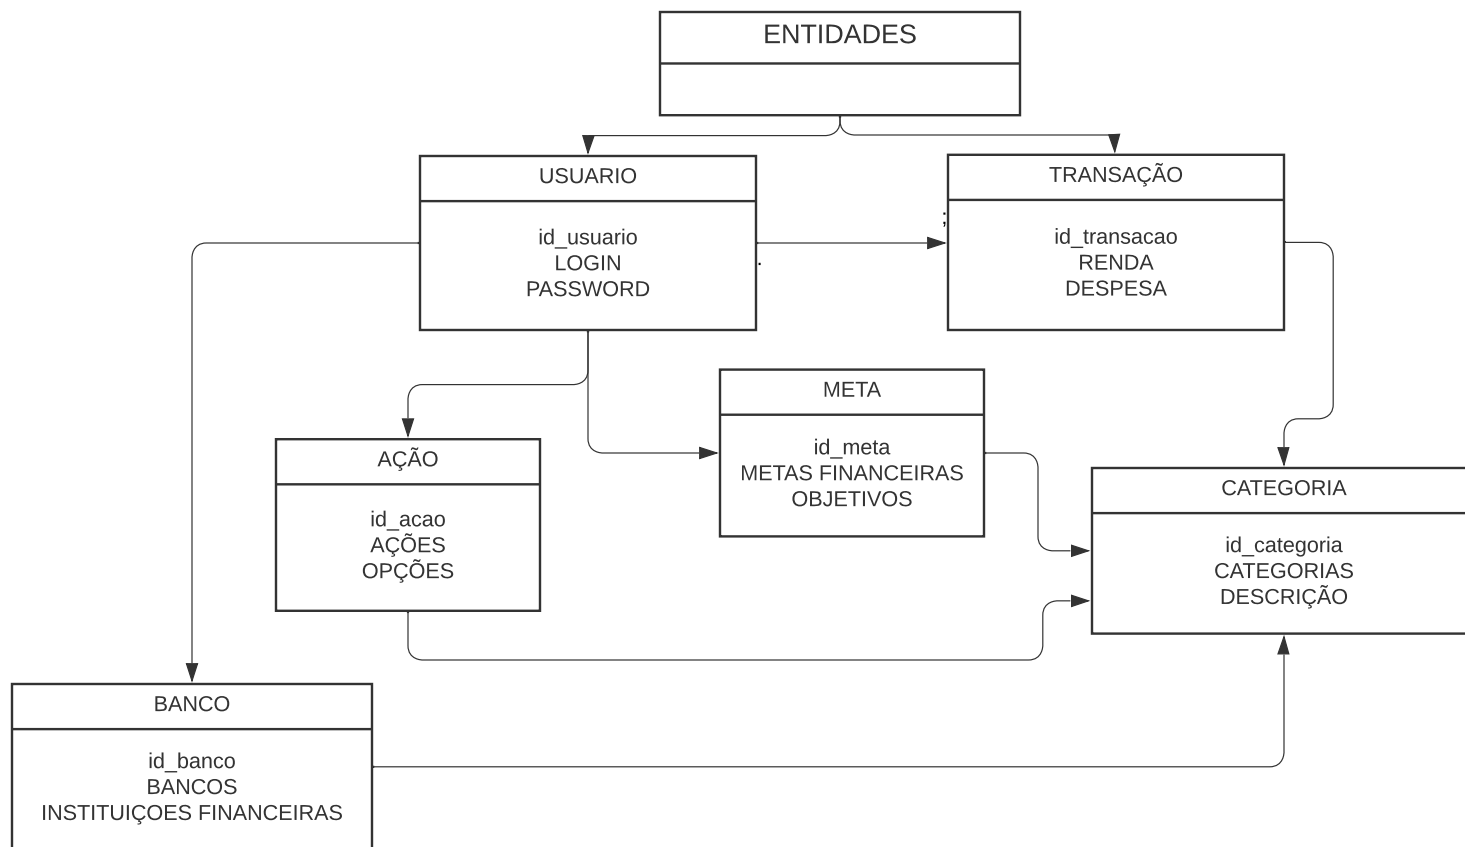 ENTIDADES
USUARIO
id_usuario
LOGIN
PASSWORD
.
TRANSAÇÃO
;
id_transacao
RENDA
DESPESA
META
id_meta
METAS FINANCEIRAS
OBJETIVOS
AÇÃO
id_acao
AÇÕES
OPÇÕES
CATEGORIA
id_categoria
CATEGORIAS
DESCRIÇÃO
BANCO
id_banco
BANCOS
INSTITUIÇOES FINANCEIRAS